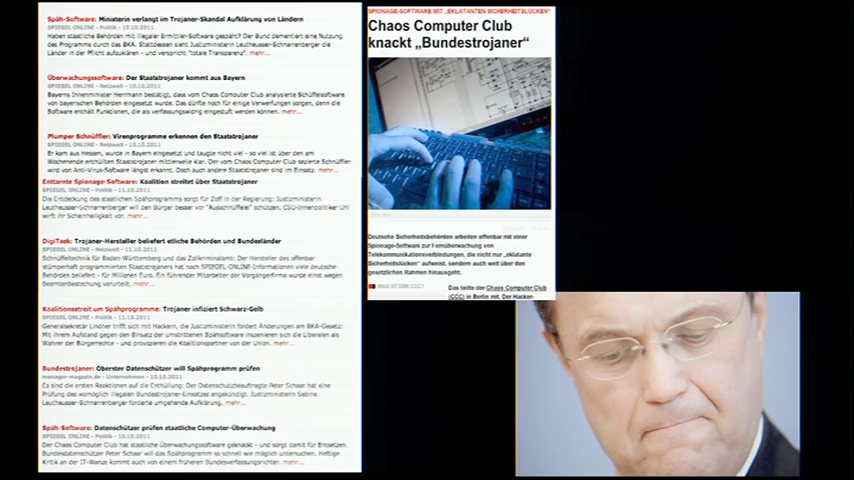 Späh-Software: Ministerin verlangt im Trojaner-Skandal Aufklärung von Ländern
SPIEGEL ONLINE - Politik - 10.10.2011
Haben staatliche Behörden mit illegaler Ermittler-Software gespäht? Der Bund dementiert eine Nutzung
des Programms durch das BKA. Stattdessen sieht Justizministerin Leutheusser-Schnarrenberger die
Länder in der Pflicht aufzuklären - und verspricht "totale Transparenz". mehr...
Überwachungssoftware: Der Staatstrojaner kommt aus Bayern
SPIEGEL ONLINE - Netzwelt - 10.10.2011
Bayerns Innenminister Herrmann bestätigt, dass vom Chaos Computer Club analysierte Schüffelsoftware
von bayerischen Behörden eingesetzt wurde. Das dürfte noch für einige Verwerfungen sorgen, denn die
Software enthält Funktionen, die als verfassungswidrig eingestuft werden können. mehr...
Plumper Schnüffler: Virenprogramme erkennen den Staatstrojaner
SPIEGEL ONLINE - Netzwelt - 10.10.2011
Er kam aus Hessen, wurde in Bayern eingesetzt und taugte nicht viel - so viel ist über den am
Wochenende enthüllten Staatstrojaner mittlerweile klar. Der vom Chaos Computer Club sezierte Schnüffler
wird von Anti-Virus-Software längst erkannt. Doch auch andere Staatstrojaner sind im Einsatz. mehr...
Enttarnte Spionage-Software: Koalition streitet über Staatstrojaner
SPIEGEL ONLINE - Politik - 11.10.2011
Die Entdeckung des staatlichen Spähprogramms sorgt für Zoff in der Regierung: Justizministerin
Leutheusser-Schnarrenberger will den Bürger besser vor "Ausschnüffeln" schützen, CSU-Innenpolitiker Uhl
wirft ihr Scheinheiligkeit vor. mehr...
DigiTask: Trojaner-Hersteller beliefert etliche Behörden und Bundesländer
SPIEGEL ONLINE - Netzwelt - 11.10.2011
Schnüffeltechnik für Baden-Württemberg und das Zollkriminalamt: Der Hersteller des offenbar
stümperhaft programmierten Staatstrojaners hat nach SPIEGEL-ONLINE-Informationen viele deutsche
Behörden beliefert - für Millionen Euro. Ein führender Mitarbeiter der Vorgängerfirma wurde einst wegen
Beamtenbestechung verurteilt. mehr...
Koalitionsstreit um Spähprogramme: Trojaner infiziert Schwarz-Gelb
SPIEGEL ONLINE - Politik - 11.10.2011
Generalsekretär Lindner trifft sich mit Hackern, die Justizministerin fordert Änderungen am BKA-Gesetz:
Mit ihrem Aufstand gegen den Einsatz der umstrittenen Spähsoftware inszenieren sich die Liberalen als
Wahrer der Bürgerrechte - und provozieren die Koalitionspartner von der Union. mehr...
Bundestrojaner: Oberster Datenschützer will Spähprogramm prüfen
manager-magazin.de - Unternehmen - 10.10.2011
Es sind die ersten Reaktionen auf die Enthüllung: Der Datenschutzbeauftragte Peter Schaar hat eine
Prüfung des womöglich illegalen Bundestrojaner-Einsatzes angekündigt. Justizministerin Sabine
Leutheusser-Schnarrenberger forderte umgehende Aufklärung. mehr...
Späh-Software: Datenschützer prüfen staatliche Computer-Überwachung
SPIEGEL ONLINE - Politik - 10.10.2011
Der Chaos Computer Club hat staatliche Überwachungssoftware geknackt - und sorgt damit für Entsetzen.
Bundesdatenschützer Peter Schaar will das Spähprogramm so schnell wie möglich untersuchen. Heftige
Kritik an der IT-Wanze kommt auch von einem früheren Bundesverfassungsrichter. mehr...
SPIONAGE-SOFTWARE MIT „EKLATANTEN SICHERHEITSLÜCKEN“
Chaos Computer Club
knackt „Bundestrojaner“
Deutsche Sicherheitsbehörden arbeiten offenbar mit einer
Spionage-Software zur Fernüberwachung von
Telekommunikationsverbindungen, die nicht nur „eklatante
Sicherheitslücken“ aufweist, sondern auch weit über den
gesetzlichen Rahmen hinausgeht.
WAS IST DER CCC?
Das teilte der Chaos Computer Club
(CCC) in Berlin mit. Der Hacker-